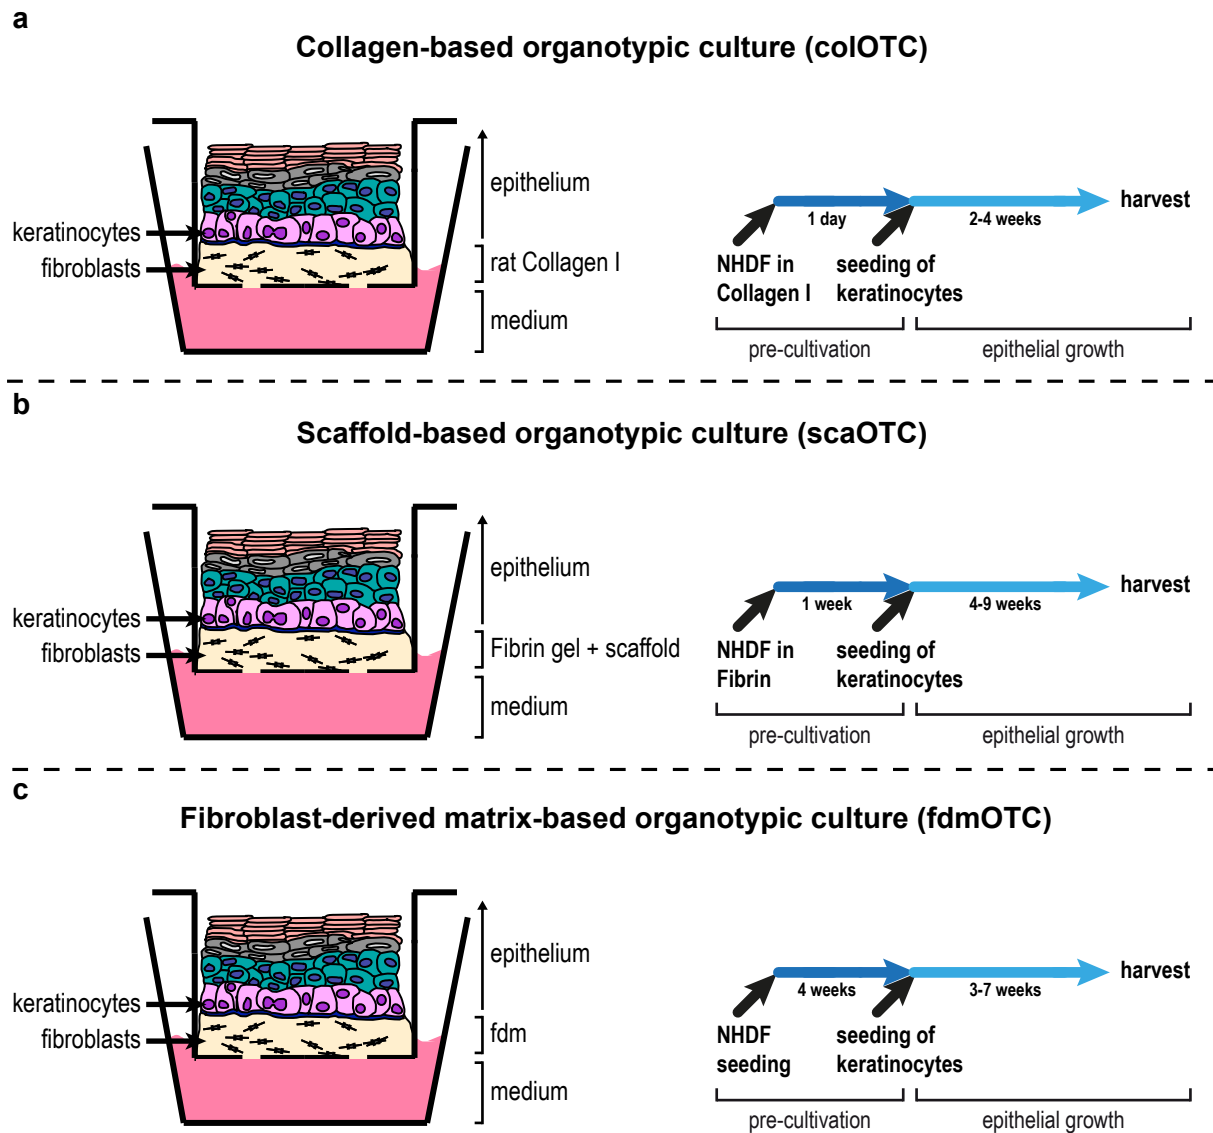 a
Collagen-based organotypic culture (colOTC)
epithelium
keratinocytes
fibroblasts
rat Collagen I
medium
1 day
2-4 weeks
harvest
NHDF in
Collagen I
seeding of
keratinocytes
pre-cultivation
epithelial growth
b
Scaffold-based organotypic culture (scaOTC)
epithelium
keratinocytes
fibroblasts
Fibrin gel + scaffold
medium
1 week
4-9 weeks
harvest
NHDF in
Fibrin
seeding of
keratinocytes
pre-cultivation
epithelial growth
c
Fibroblast-derived matrix-based organotypic culture (fdmOTC)
epithelium
keratinocytes
fibroblasts
fdm
medium
4 weeks
3-7 weeks
harvest
NHDF
seeding
seeding of
keratinocytes
pre-cultivation
epithelial growth